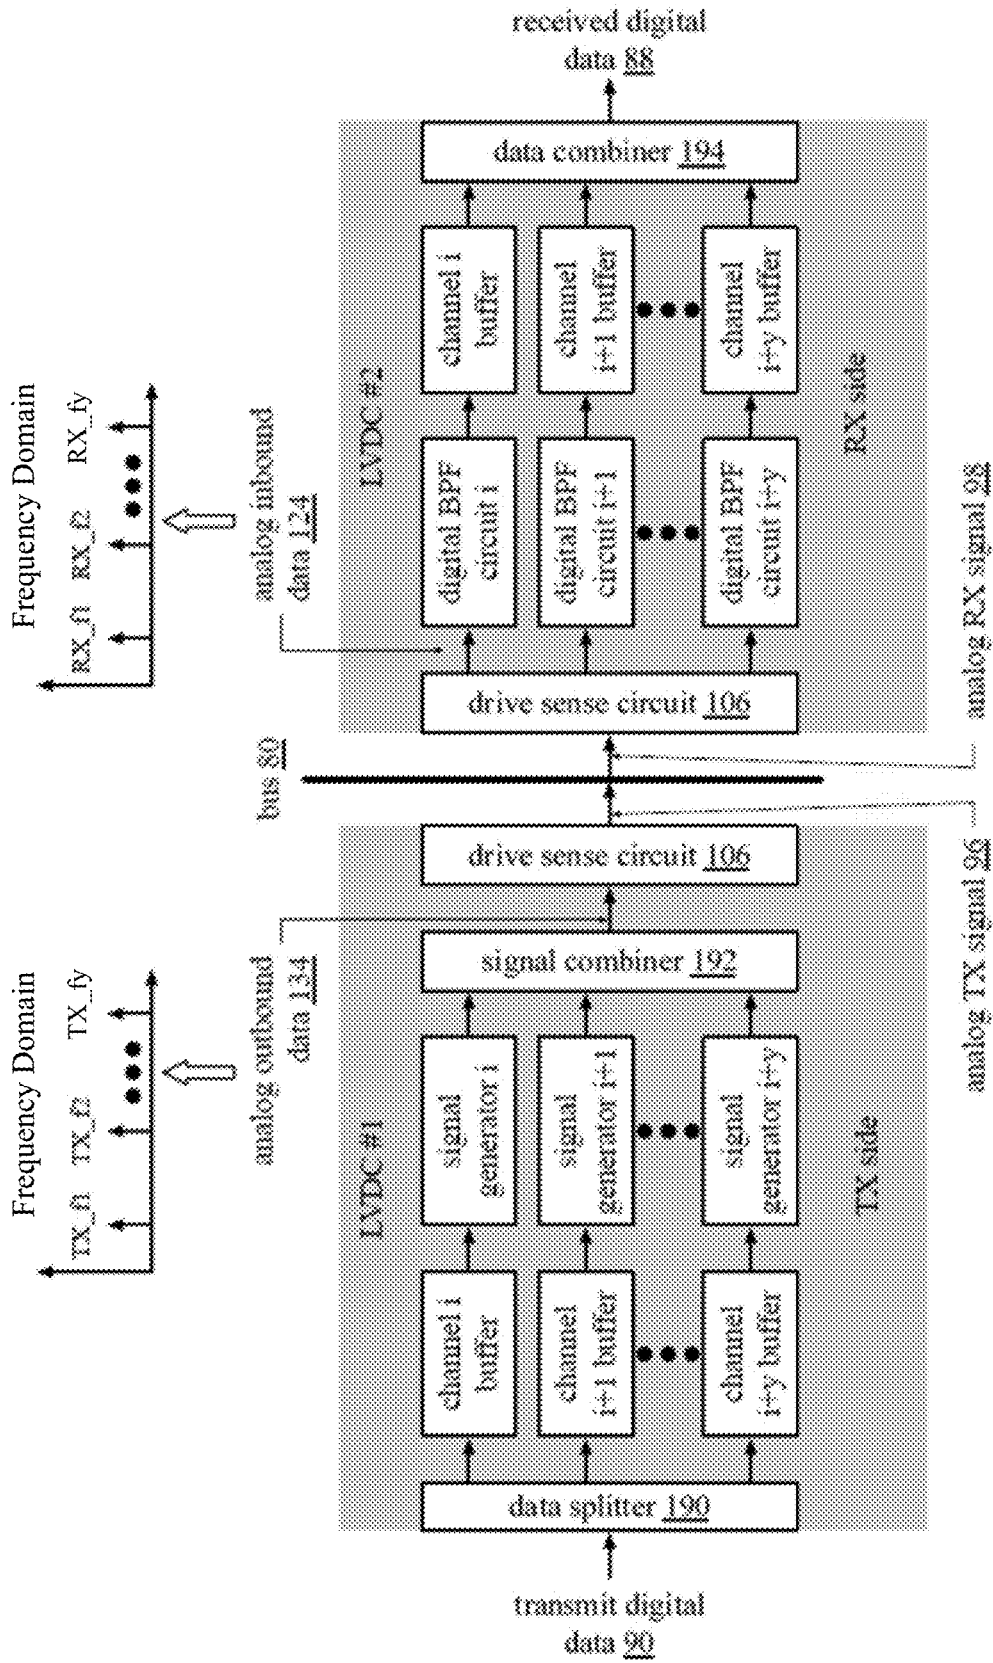 Frequency Domain
TX_f1
TX_f2
TX_fy
analog outbound
data 134
Frequency Domain
RX_f1
RX_f2
RX_fy
analog inbound
data 124
bus 80
transmit digital
data 90
LVDC #1
data splitter 190
channel i
buffer
channel
i+1 buffer
channel
i+y buffer
signal
generator i
signal
generator i+1
signal
generator i+y
signal combiner 192
drive sense circuit 106
TX side
analog TX signal 96
LVDC #2
drive sense circuit 106
digital BPF
circuit i
digital BPF
circuit i+1
digital BPF
circuit i+y
channel i
buffer
channel
i+1 buffer
channel
i+y buffer
data combiner 194
RX side
analog RX signal 98
received digital
data 88